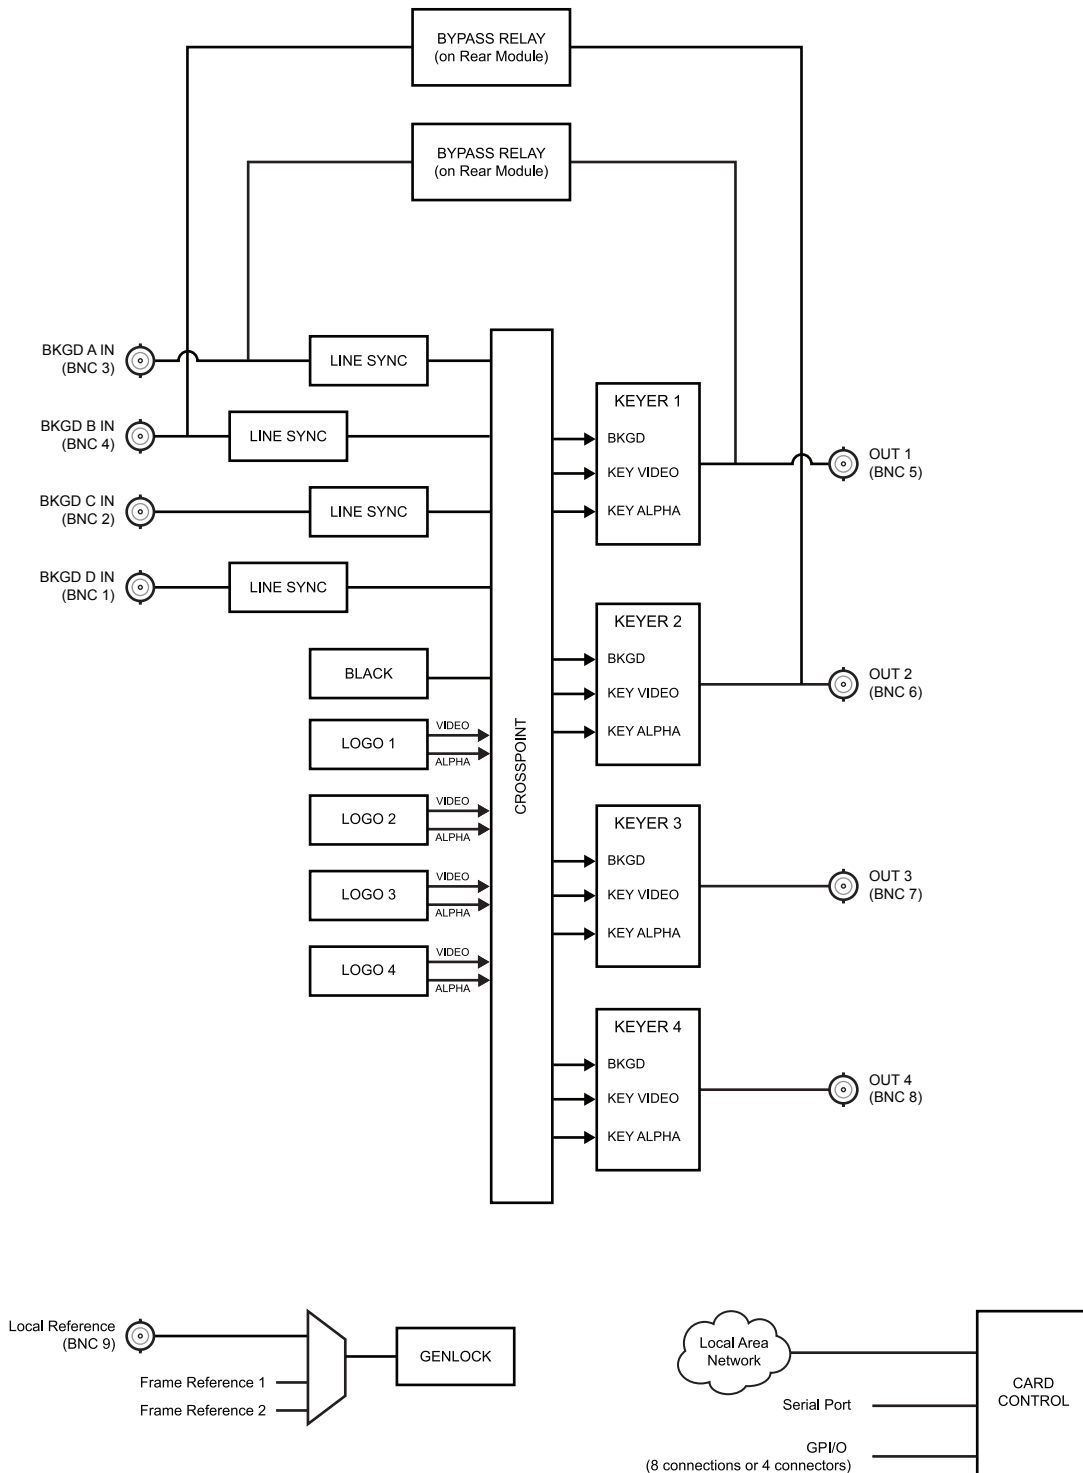 BYPASS RELAY
(on Rear Module)
BYPASS RELAY
(on Rear Module)
BKGD A IN
(BNC 3)
LINE SYNC
BKGD B IN
(BNC 4)
LINE SYNC
BKGD C IN
(BNC 2)
LINE SYNC
BKGD D IN
(BNC 1)
LINE SYNC
BLACK
LOGO 1
VIDEO
ALPHA
LOGO 2
VIDEO
ALPHA
LOGO 3
VIDEO
ALPHA
LOGO 4
VIDEO
ALPHA
CROSSPOINT
KEYER 1
BKGD
KEY VIDEO
KEY ALPHA
OUT 1
(BNC 5)
KEYER 2
BKGD
KEY VIDEO
KEY ALPHA
OUT 2
(BNC 6)
KEYER 3
BKGD
KEY VIDEO
KEY ALPHA
OUT 3
(BNC 7)
KEYER 4
BKGD
KEY VIDEO
KEY ALPHA
OUT 4
(BNC 8)
Local Reference
(BNC 9)
Frame Reference 1
Frame Reference 2
GENLOCK
Local Area
Network
Serial Port
GPI/O
(8 connections or 4 connectors)
CARD
CONTROL